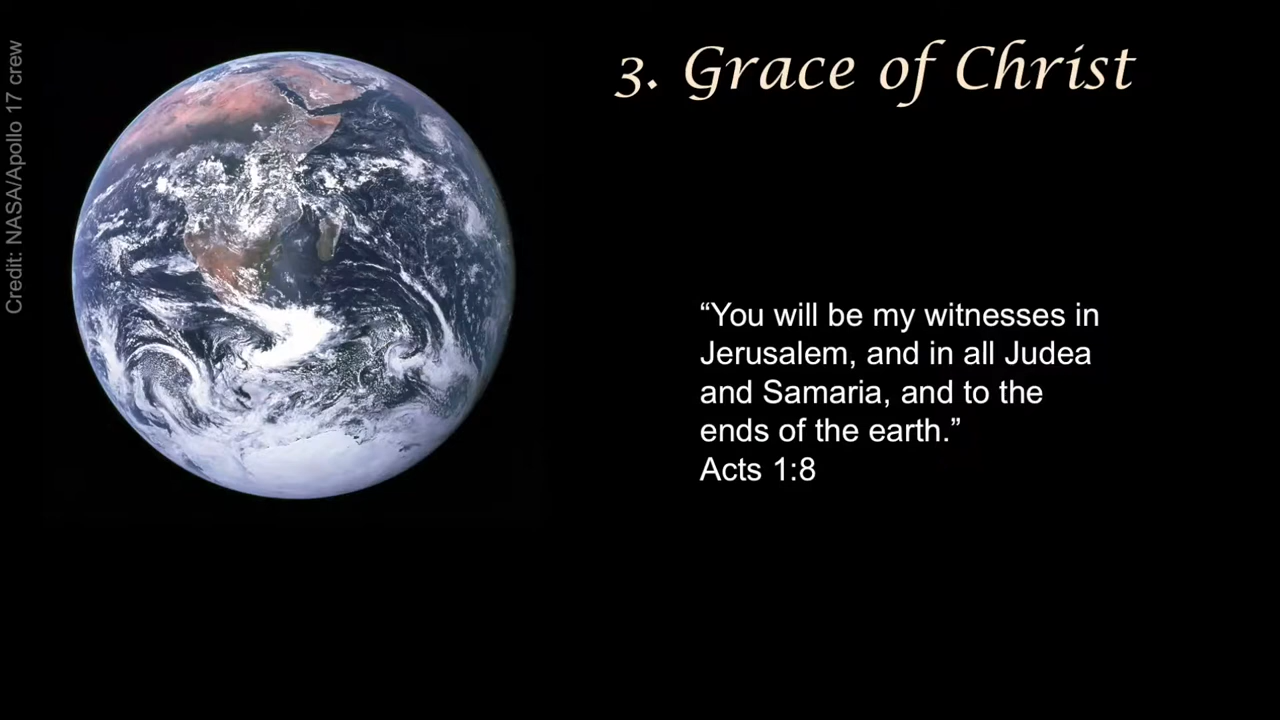 Credit: NASA/Apollo 17 crew
3. Grace of Christ
“You will be my witnesses in
Jerusalem, and in all Judea
and Samaria, and to the
ends of the earth.”
Acts 1:8